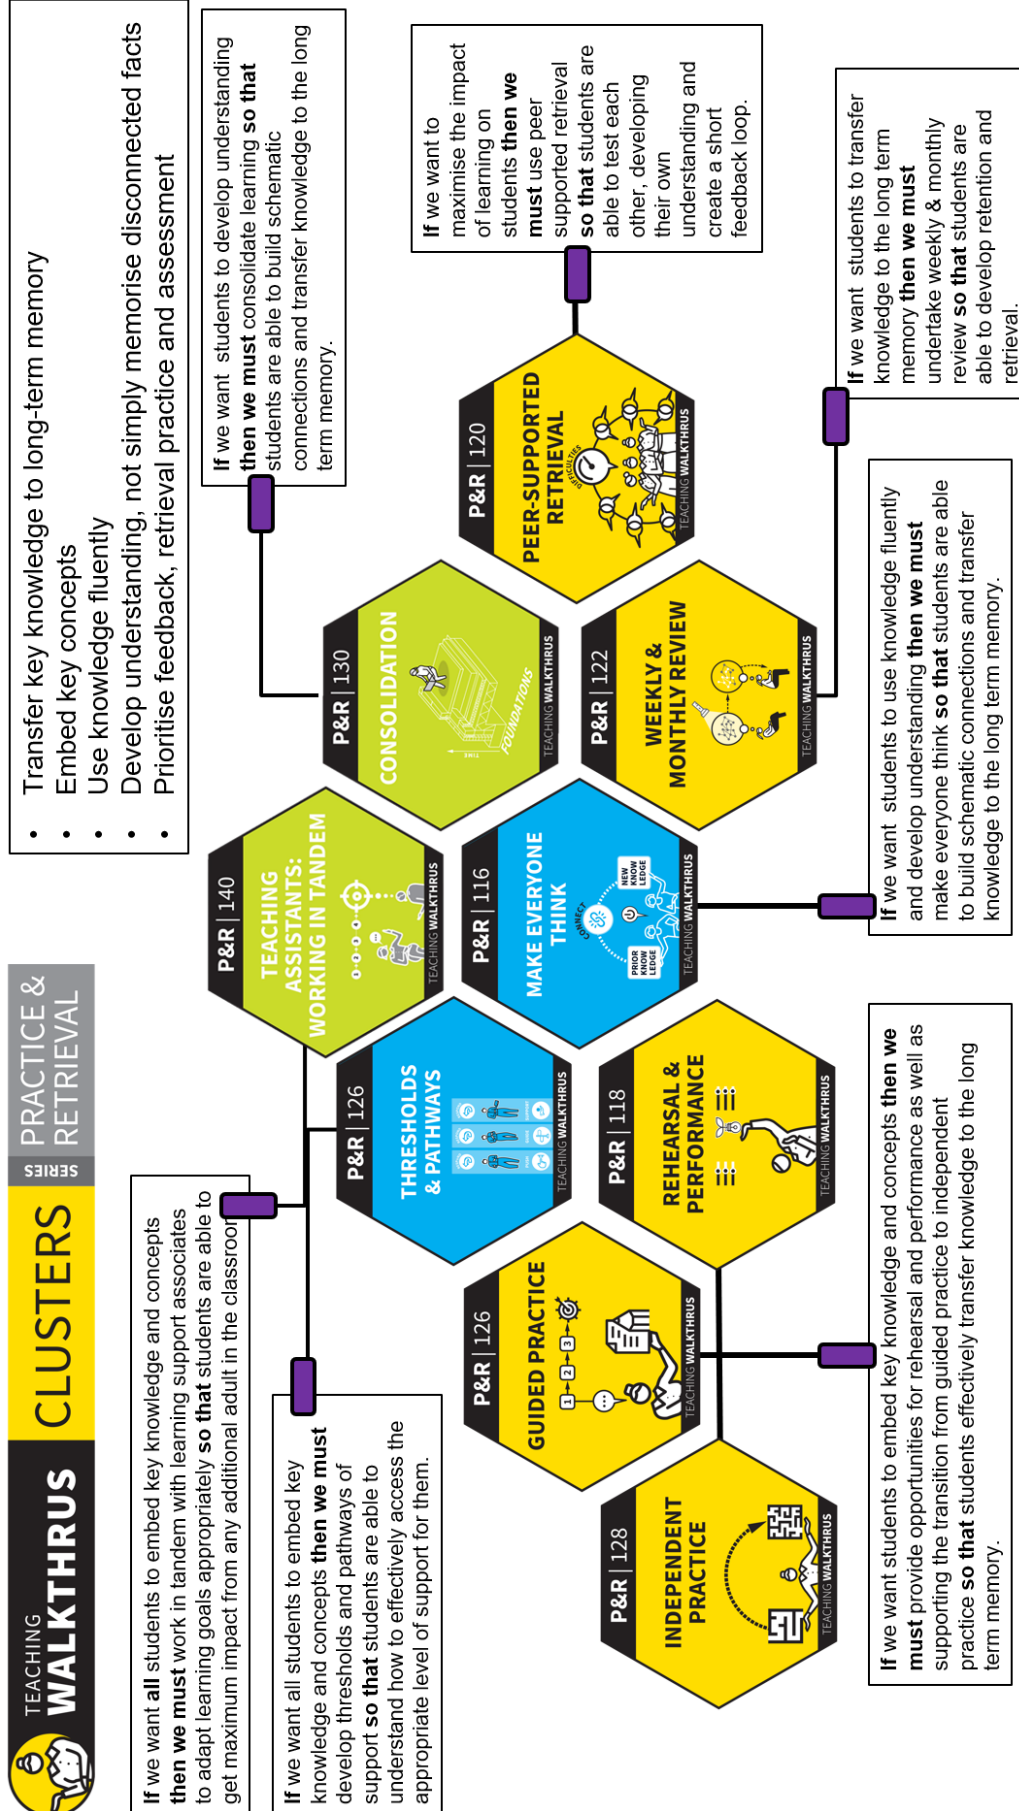 TEACHING
WALKTHRUS
CLUSTERS
SERIES
PRACTICE &
RETRIEVAL
• Transfer key knowledge to long-term memory
• Embed key concepts
• Use knowledge fluently
• Develop understanding, not simply memorise disconnected facts
• Prioritise feedback, retrieval practice and assessment
If we want all students to embed key knowledge and concepts
then we must work in tandem with learning support associates
to adapt learning goals appropriately so that students are able to
get maximum impact from any additional adult in the classroom
If we want all students to embed key
knowledge and concepts then we must
develop thresholds and pathways of
support so that students are able to
understand how to effectively access the
appropriate level of support for them.
If we want  students to develop understanding
then we must consolidate learning so that
students are able to build schematic
connections and transfer knowledge to the long
term memory.
If we want to
maximise the impact
of learning on
students then we
must use peer
supported retrieval
so that students are
able to test each
other, developing
their own
understanding and
create a short
feedback loop.
P&R | 140
TEACHING
ASSISTANTS:
WORKING IN TANDEM
1 2 3 4
TEACHING WALKTHRUS
P&R | 130
CONSOLIDATION
TIME
FOUNDATIONS
TEACHING WALKTHRUS
P&R | 126
THRESHOLDS
& PATHWAYS
TEACHING WALKTHRUS
P&R | 116
MAKE EVERYONE
THINK
CONNECT
PRIOR
KNOW
LEDGE
NEW
KNOW
LEDGE
TEACHING WALKTHRUS
P&R | 120
PEER-SUPPORTED
RETRIEVAL
DIFFICULTIES
TEACHING WALKTHRUS
P&R | 126
GUIDED PRACTICE
1 2 3
TEACHING WALKTHRUS
P&R | 122
WEEKLY &
MONTHLY REVIEW
TEACHING WALKTHRUS
P&R | 128
INDEPENDENT
PRACTICE
TEACHING WALKTHRUS
P&R | 118
REHEARSAL &
PERFORMANCE
TEACHING WALKTHRUS
If we want students to embed key knowledge and concepts then we
must provide opportunities for rehearsal and performance as well as
supporting the transition from guided practice to independent
practice so that students effectively transfer knowledge to the long
term memory.
If we want  students to use knowledge fluently
and develop understanding then we must
make everyone think so that students are able
to build schematic connections and transfer
knowledge to the long term memory.
If we want  students to transfer
knowledge to the long term
memory then we must
undertake weekly & monthly
review so that students are
able to develop retention and
retrieval.